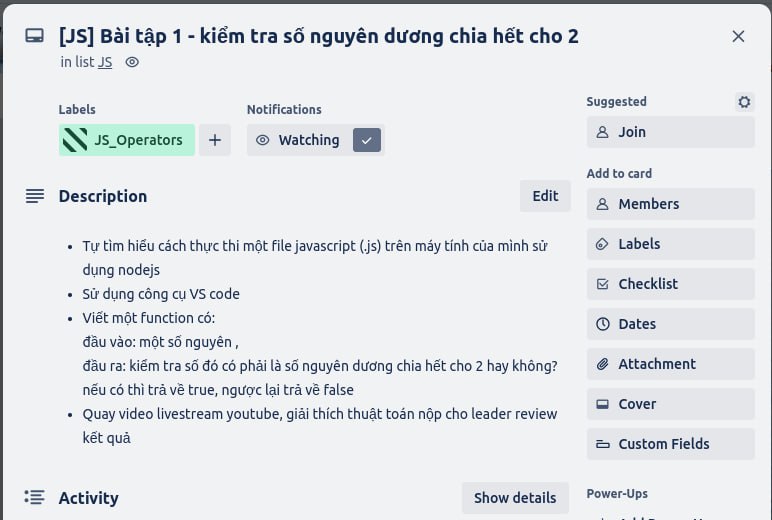 [JS] Bài tập 1 - kiểm tra số nguyên dương chia hết cho 2
in list JS
Labels
JS_Operators
Notifications
Watching
Description
Edit
Tự tìm hiểu cách thực thi một file javascript (.js) trên máy tính của mình sử
dụng nodejs
Sử dụng công cụ VS code
Viết một function có:
đầu vào: một số nguyên ,
đầu ra: kiểm tra số đó có phải là số nguyên dương chia hết cho 2 hay không?
nếu có thì trả về true, ngược lại trả về false
Quay video livestream youtube, giải thích thuật toán nộp cho leader review
kết quả
Activity
Show details
Suggested
Join
Add to card
Members
Labels
Checklist
Dates
Attachment
Cover
Custom Fields
Power-Ups